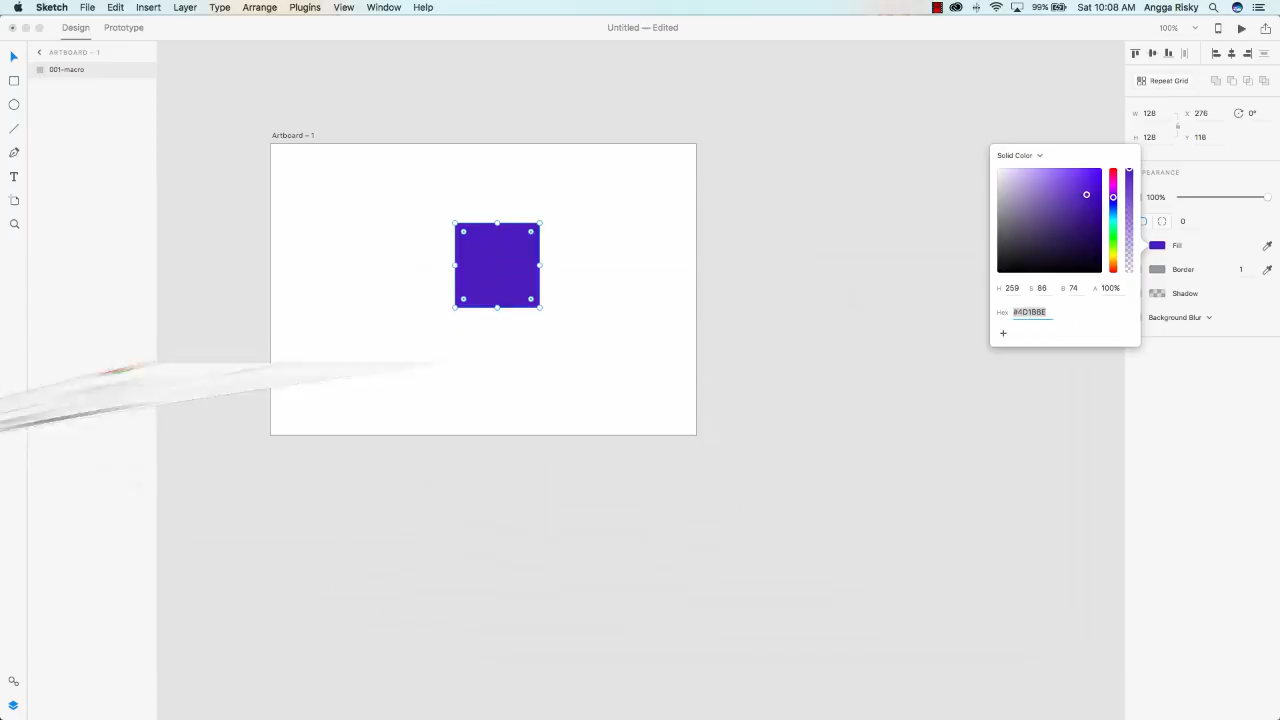 Sketch File Edit Insert Layer Type Arrange Plugins View Window Help 99% Sat 10:08 AM Angga Risky
Design Prototype Untitled — Edited 100%
ARTBOARD – 1
001-macro
Repeat Grid
Artboard – 1
W 128 X 276 0°
H 128 Y 118
Solid Color
PEARANCE
100%
0
Fill
Border 1
H 259 S 86 B 74 A 100%
Shadow
Hex #4D1BBE
Background Blur